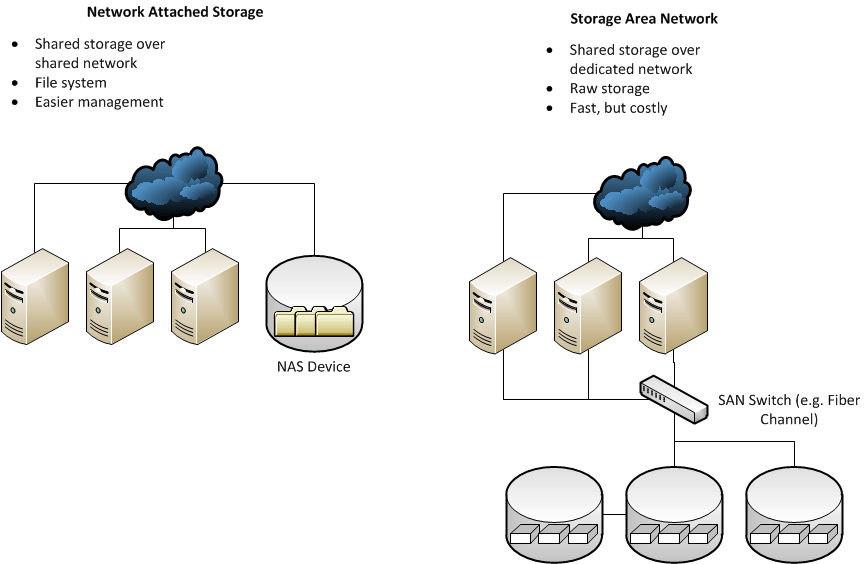 Network Attached Storage
• Shared storage over
shared network
• File system
• Easier management
NAS Device
Storage Area Network
• Shared storage over
dedicated network
• Raw storage
• Fast, but costly
SAN Switch (e.g. Fiber
Channel)